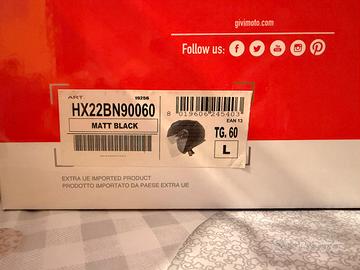 givimoto.com
Follow us:
ART 19256
HX22BN90060
MATT BLACK
8 019606 245403
EAN 13
TG. 60
L
EXTRA UE IMPORTED PRODUCT
PRODOTTO IMPORTATO DA PAESE EXTRA UE